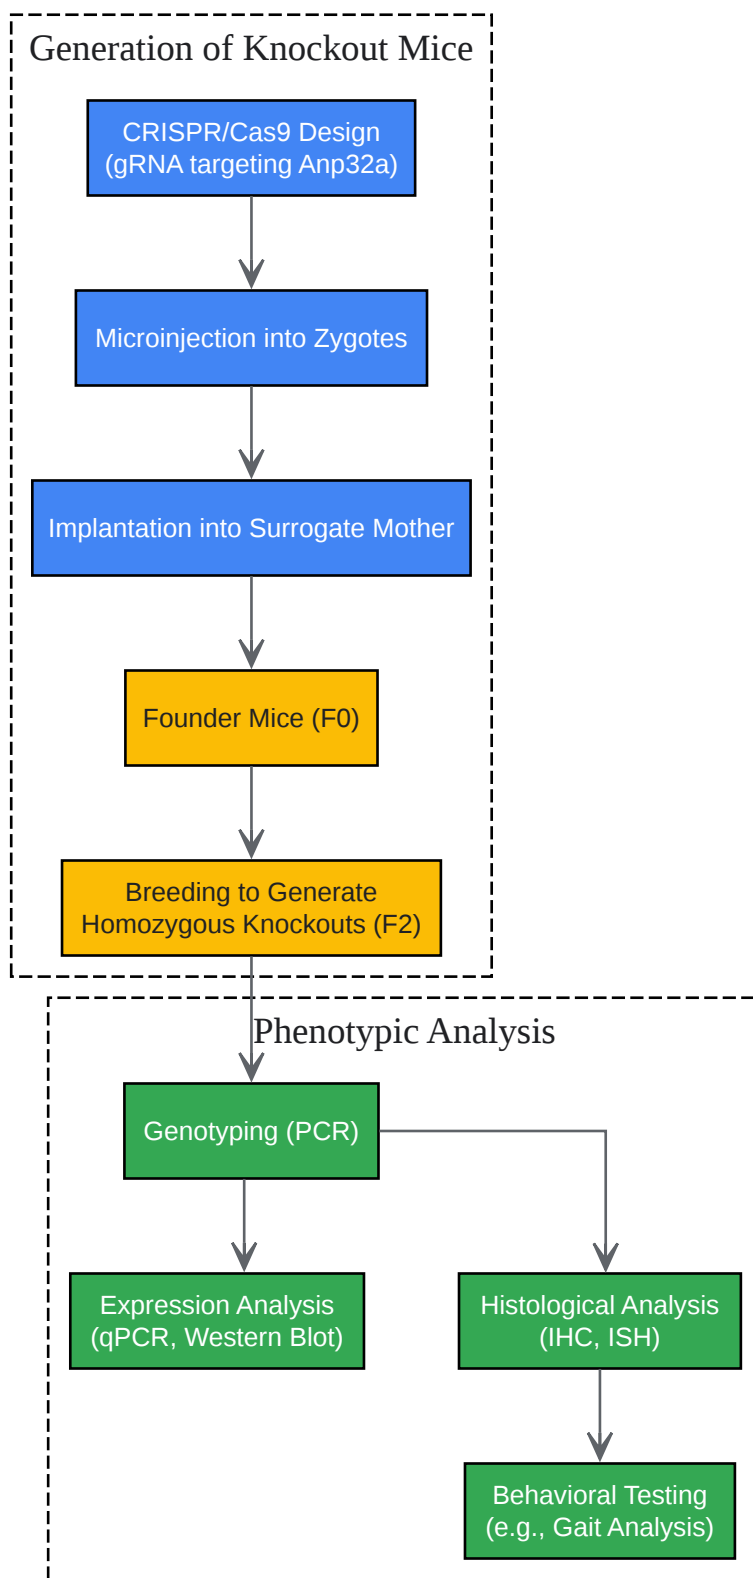 Generation of Knockout Mice
CRISPR/Cas9 Design
(gRNA targeting Anp32a)
Microinjection into Zygotes
Implantation into Surrogate Mother
Founder Mice (F0)
Breeding to Generate
Homozygous Knockouts (F2)
Phenotypic Analysis
Genotyping (PCR)
Expression Analysis
(qPCR, Western Blot)
Histological Analysis
(IHC, ISH)
Behavioral Testing
(e.g., Gait Analysis)